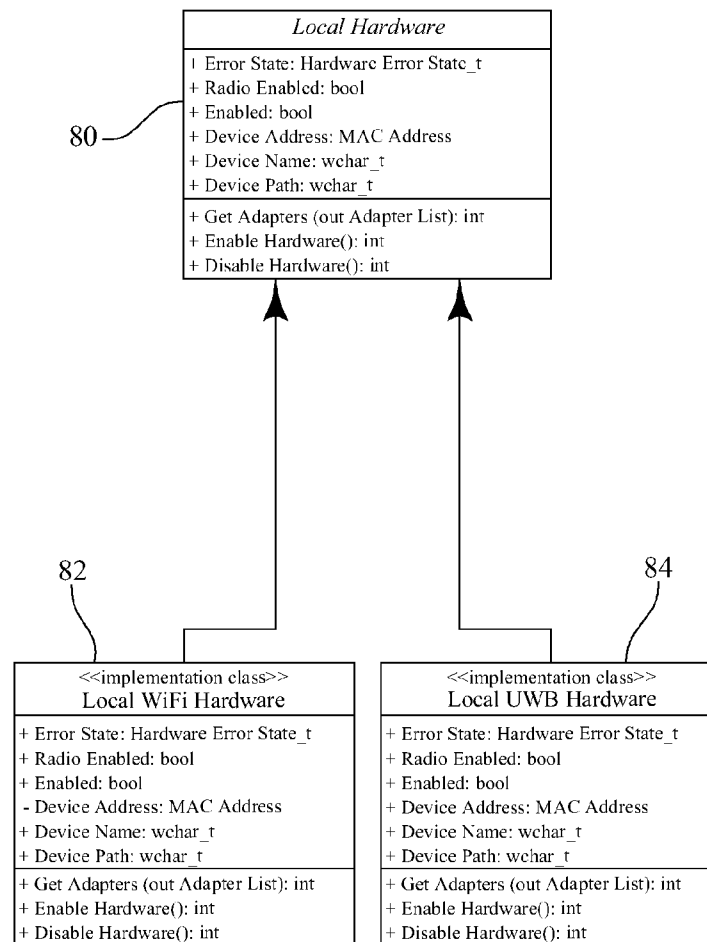 Local Hardware
+ Error State: Hardware Error State_t
+ Radio Enabled: bool
+ Enabled: bool
+ Device Address: MAC Address
+ Device Name: wchar_t
+ Device Path: wchar_t
+ Get Adapters (out Adapter List): int
+ Enable Hardware(): int
+ Disable Hardware(): int
80
82
84
<<implementation class>>
Local WiFi Hardware
+ Error State: Hardware Error State_t
+ Radio Enabled: bool
+ Enabled: bool
- Device Address: MAC Address
+ Device Name: wchar_t
+ Device Path: wchar_t
+ Get Adapters (out Adapter List): int
+ Enable Hardware(): int
+ Disable Hardware(): int
<<implementation class>>
Local UWB Hardware
+ Error State: Hardware Error State_t
+ Radio Enabled: bool
+ Enabled: bool
+ Device Address: MAC Address
+ Device Name: wchar_t
+ Device Path: wchar_t
+ Get Adapters (out Adapter List): int
+ Enable Hardware(): int
+ Disable Hardware(): int